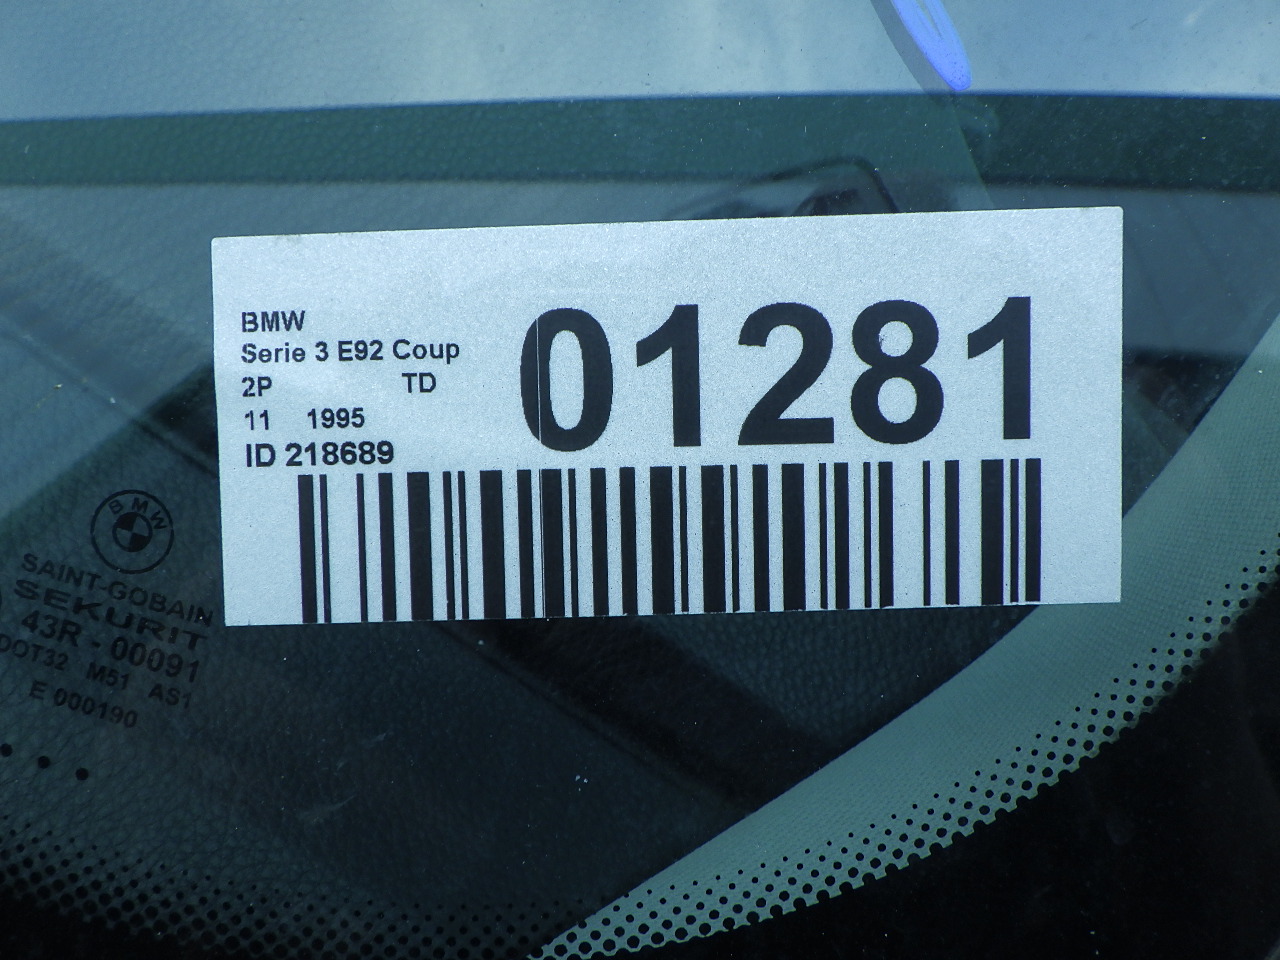 BMW
Serie 3 E92 Coup
2P TD
11 1995
ID 218689
01281
BMW
SAINT-GOBAIN
SEKURIT
43R - 00091
DOT32 M51 AS1
E 000190